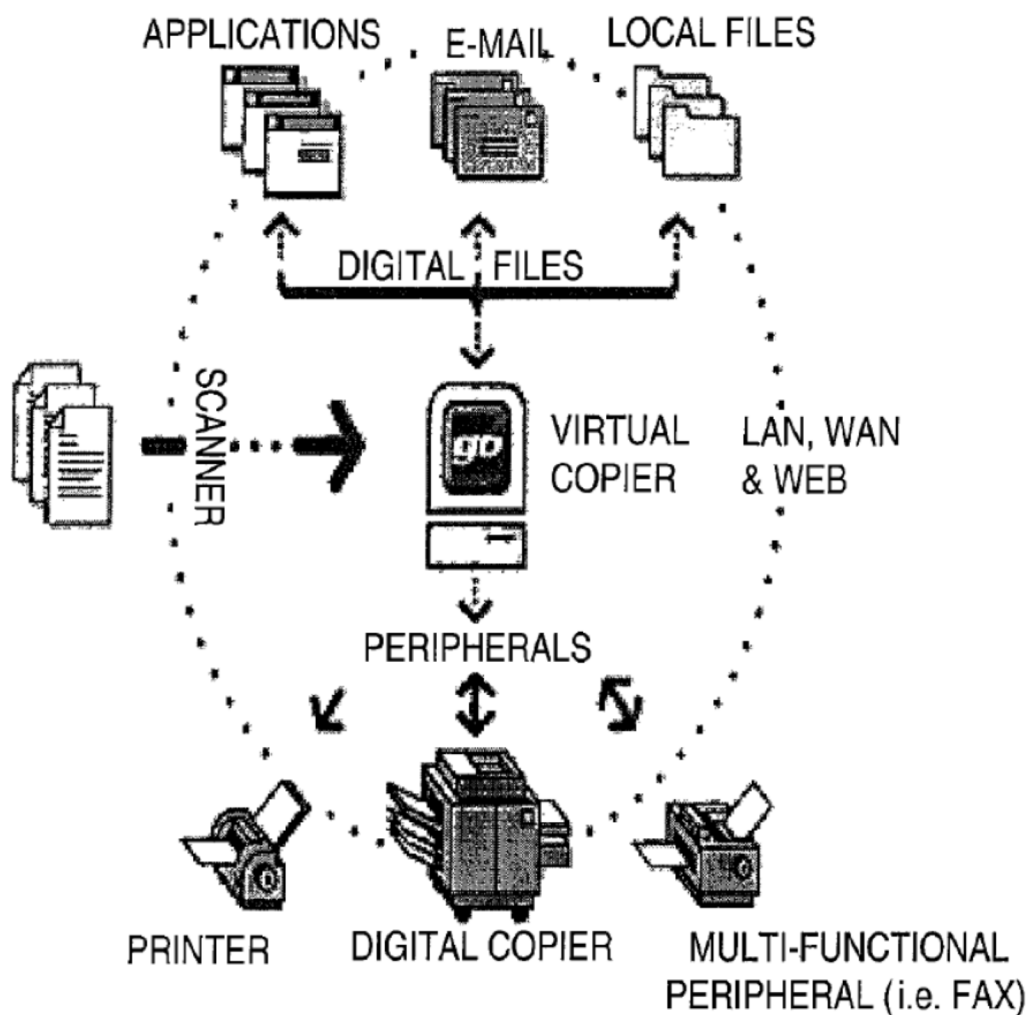 APPLICATIONS
E-MAIL
LOCAL FILES
DIGITAL FILES
SCANNER
go
VIRTUAL
COPIER
LAN, WAN
& WEB
PERIPHERALS
PRINTER
DIGITAL COPIER
MULTI-FUNCTIONAL
PERIPHERAL (i.e. FAX)